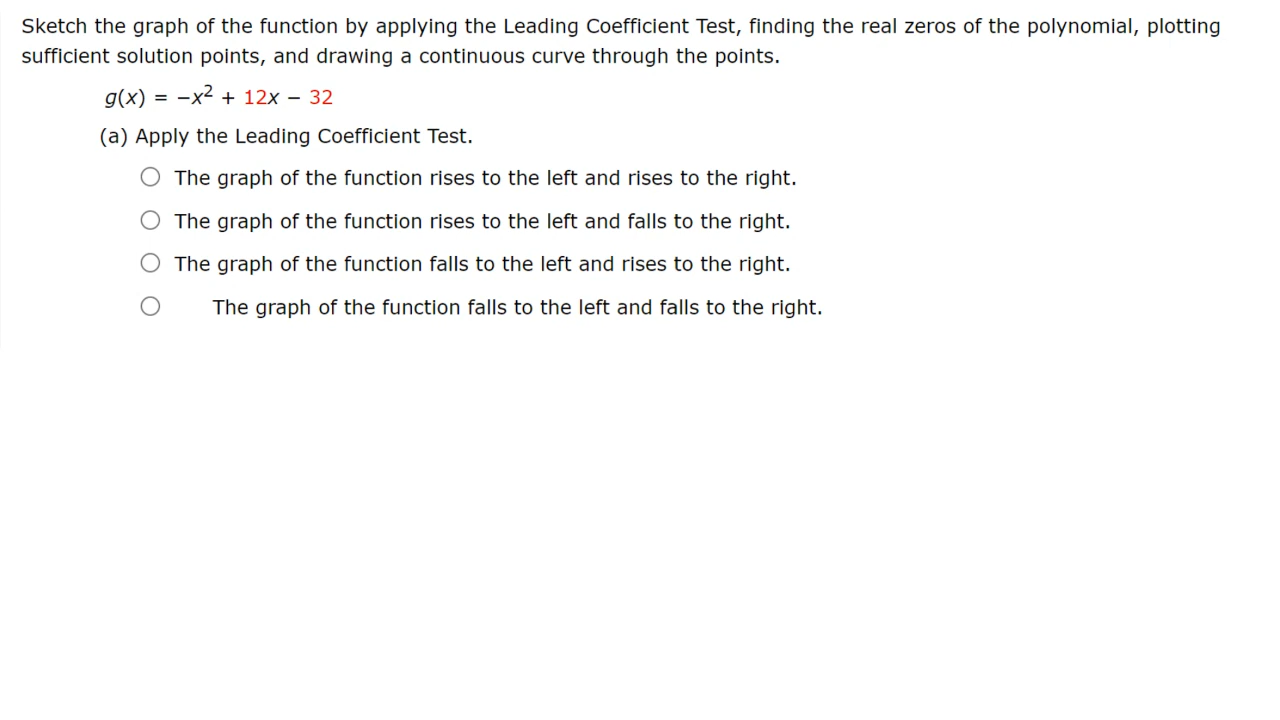 Sketch the graph of the function by applying the Leading Coefficient Test, finding the real zeros of the polynomial, plotting
sufficient solution points, and drawing a continuous curve through the points.
g(x) = −x² + 12x − 32
(a) Apply the Leading Coefficient Test.
The graph of the function rises to the left and rises to the right.
The graph of the function rises to the left and falls to the right.
The graph of the function falls to the left and rises to the right.
The graph of the function falls to the left and falls to the right.